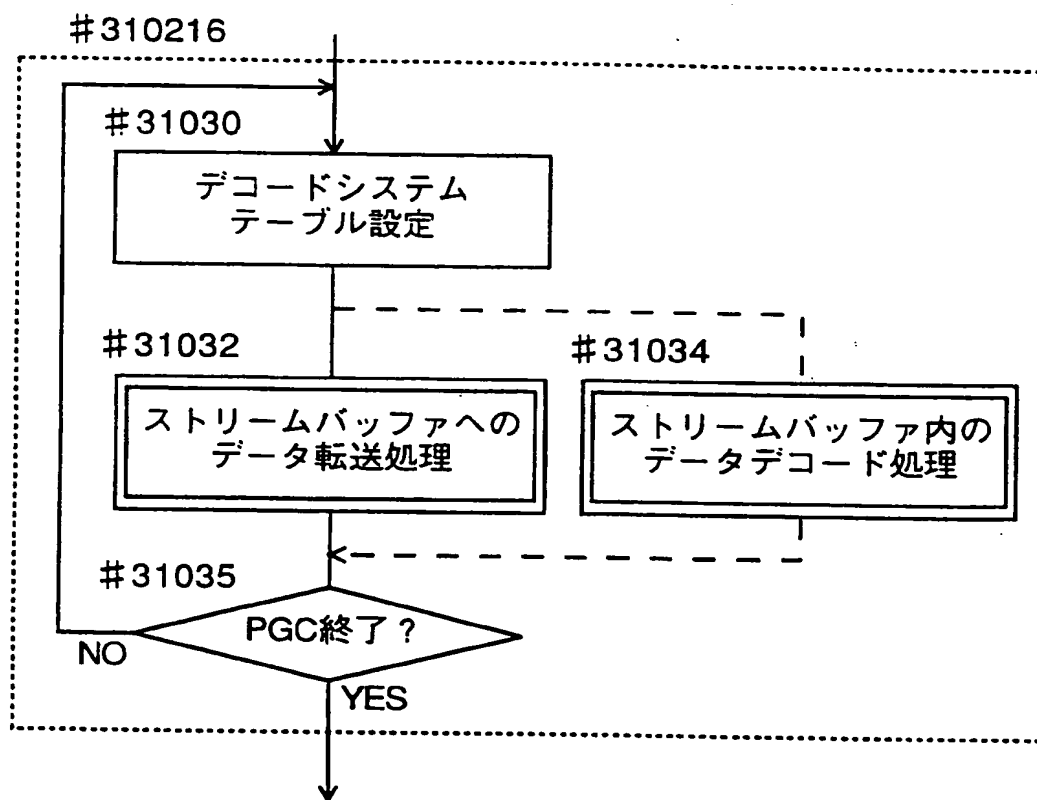 #310216
#31030
デコードシステム
テーブル設定
#31032
#31034
ストリームバッファへの
データ転送処理
ストリームバッファ内の
データデコード処理
#31035
PGC終了?
NO
YES